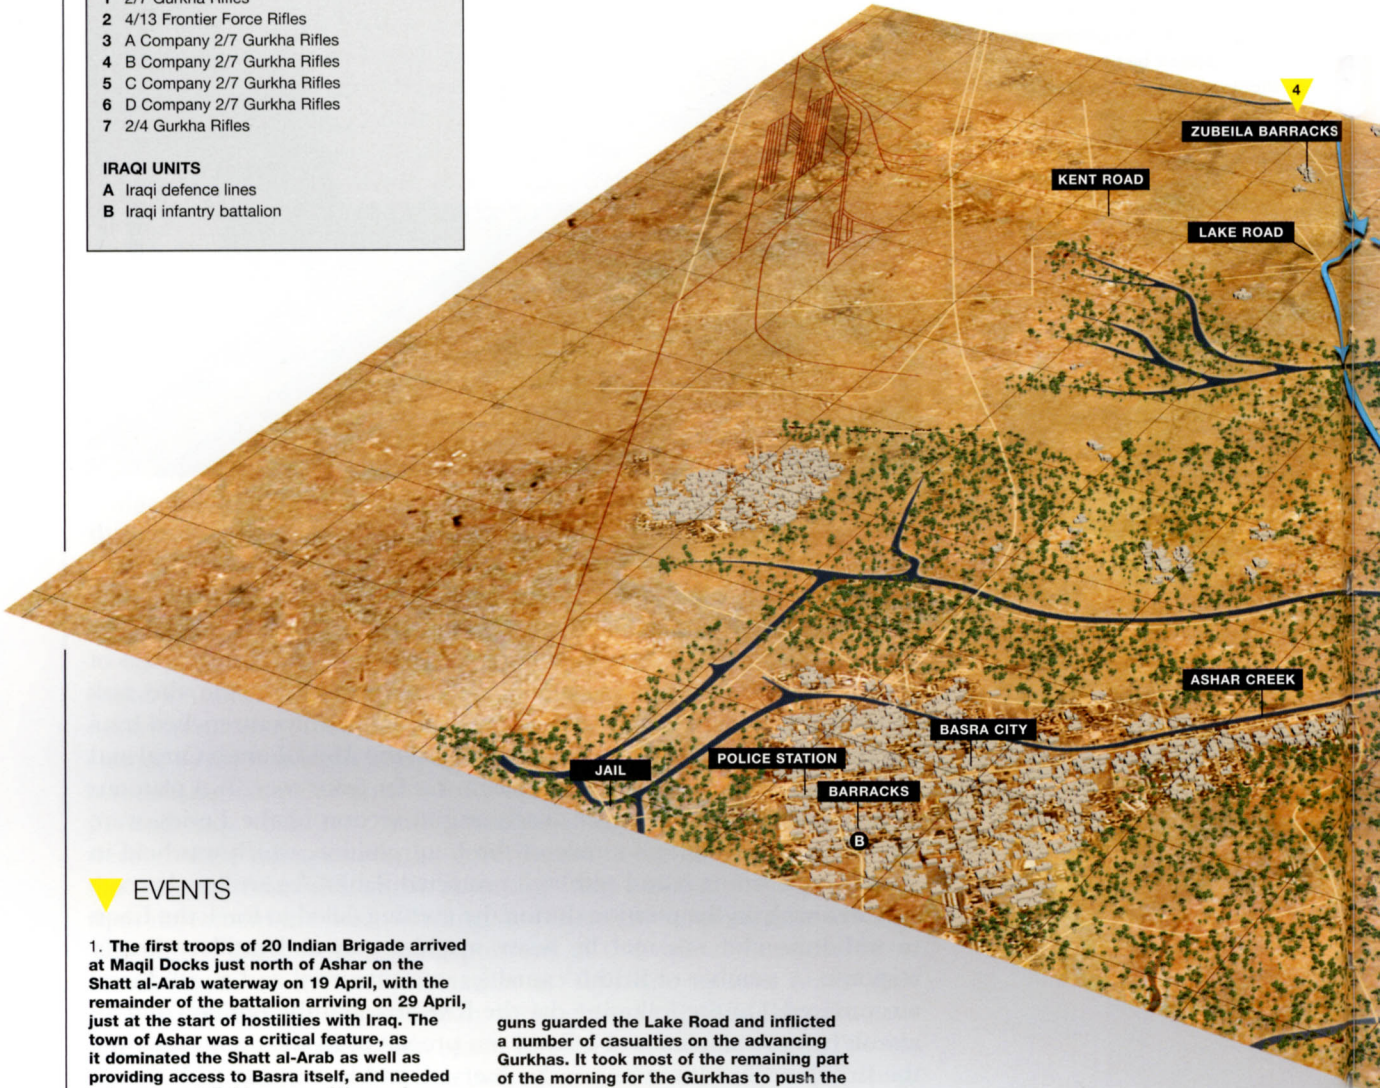 2/7 Gurkha Rifles
2 4/13 Frontier Force Rifles
3 A Company 2/7 Gurkha Rifles
4 B Company 2/7 Gurkha Rifles
5 C Company 2/7 Gurkha Rifles
6 D Company 2/7 Gurkha Rifles
7 2/4 Gurkha Rifles
IRAQI UNITS
A Iraqi defence lines
B Iraqi infantry battalion
4
ZUBEILA BARRACKS
KENT ROAD
LAKE ROAD
ASHAR CREEK
BASRA CITY
POLICE STATION
JAIL
BARRACKS
B
EVENTS
1. The first troops of 20 Indian Brigade arrived
at Maqil Docks just north of Ashar on the
Shatt al-Arab waterway on 19 April, with the
remainder of the battalion arriving on 29 April,
just at the start of hostilities with Iraq. The
town of Ashar was a critical feature, as
it dominated the Shatt al-Arab as well as
providing access to Basra itself, and needed
guns guarded the Lake Road and inflicted
a number of casualties on the advancing
Gurkhas. It took most of the remaining part
of the morning for the Gurkhas to push the